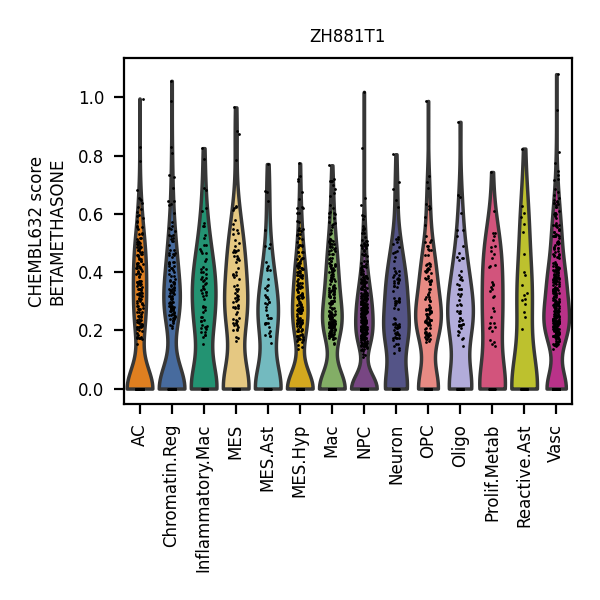 ZH881T1
CHEMBL632 score
BETAMETHASONE
1.0
0.8
0.6
0.4
0.2
0.0
AC
Chromatin.Reg
Inflammatory.Mac
MES
MES.Ast
MES.Hyp
Mac
NPC
Neuron
OPC
Oligo
Prolif.Metab
Reactive.Ast
Vasc